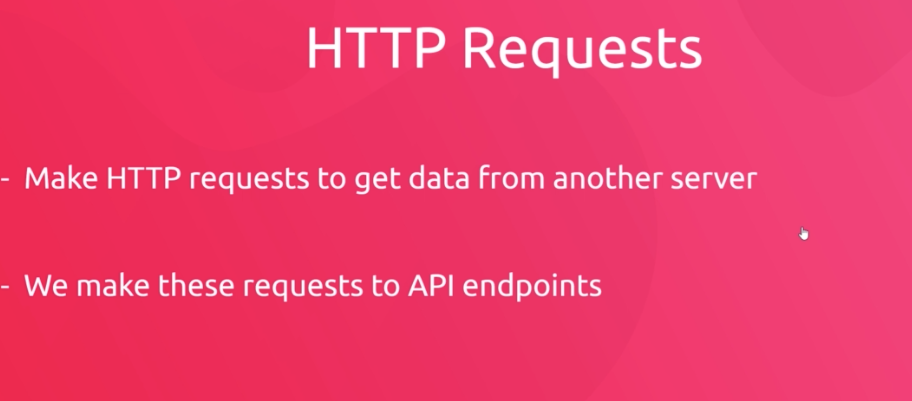 HTTP Requests
- Make HTTP requests to get data from another server
- We make these requests to API endpoints